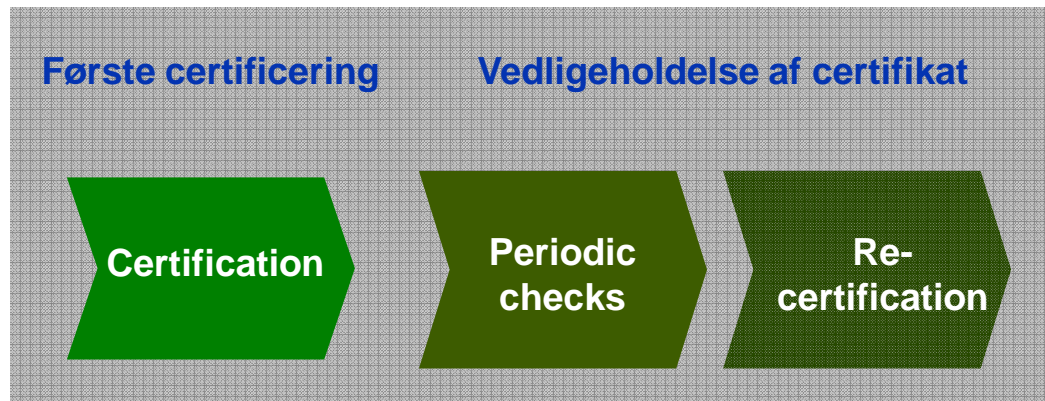 Første certificering
Vedligeholdelse af certifikat
Certification
Periodic
checks
Re-
certification